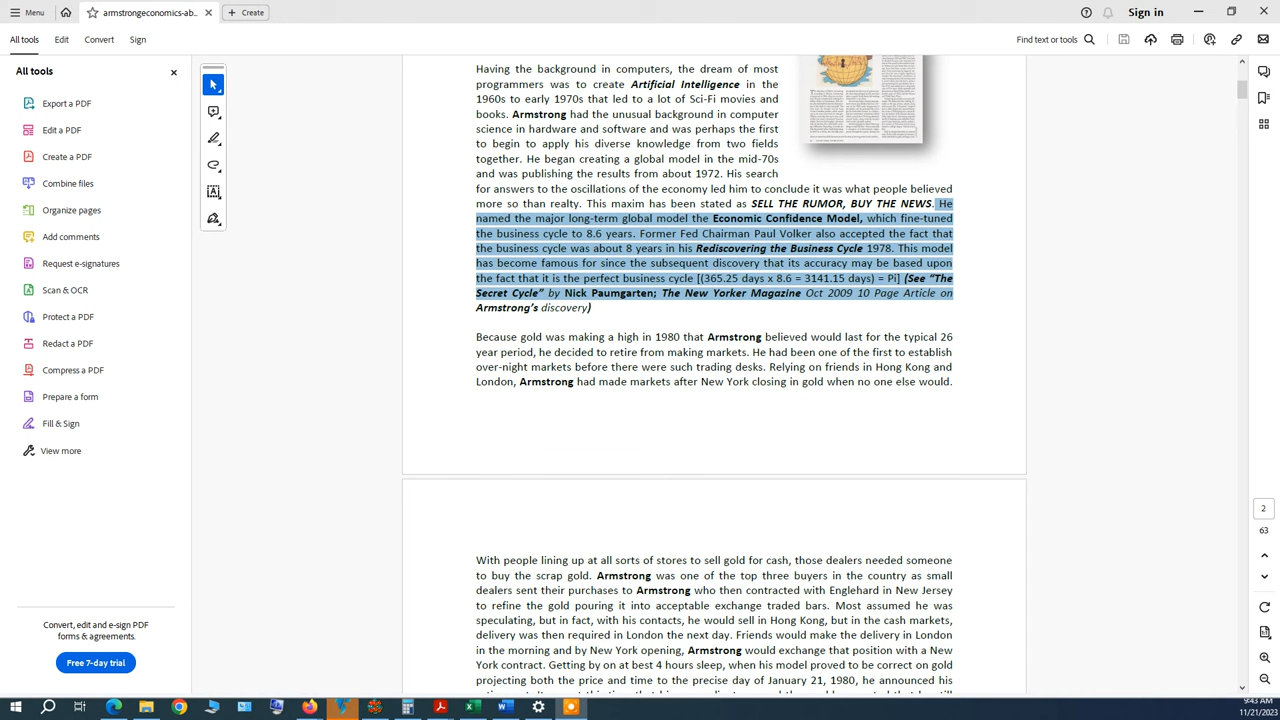 Menu
armstrongeconomics-ab...
Create
Sign in
All tools
Edit
Convert
Sign
Find text or tools
All tools
Export a PDF
Edit a PDF
Create a PDF
Combine files
Organize pages
Add comments
Request e-signatures
Scan & OCR
Protect a PDF
Redact a PDF
Compress a PDF
Prepare a form
Fill & Sign
View more
Convert, edit and e-sign PDF
forms & agreements.
Free 7-day trial
Having the background in computers, the dream of most
programmers was to create Artificial Intelligence in the
1960s to early 1970s that led to a lot of Sci-Fi movies and
books. Armstrong had the unusual background in computer
science in hardware and software and was perhaps the first
to begin to apply his diverse knowledge from two fields
together. He began creating a global model in the mid-70s
and was publishing the results from about 1972. His search
for answers to the oscillations of the economy led him to conclude it was what people believed
more so than realty. This maxim has been stated as SELL THE RUMOR, BUY THE NEWS. He
named the major long-term global model the Economic Confidence Model, which fine-tuned
the business cycle to 8.6 years. Former Fed Chairman Paul Volker also accepted the fact that
the business cycle was about 8 years in his Rediscovering the Business Cycle 1978. This model
has become famous for since the subsequent discovery that its accuracy may be based upon
the fact that it is the perfect business cycle [(365.25 days x 8.6 = 3141.15 days) = Pi] (See “The
Secret Cycle” by Nick Paumgarten; The New Yorker Magazine Oct 2009 10 Page Article on
Armstrong’s discovery)
Because gold was making a high in 1980 that Armstrong believed would last for the typical 26
year period, he decided to retire from making markets. He had been one of the first to establish
over-night markets before there were such trading desks. Relying on friends in Hong Kong and
London, Armstrong had made markets after New York closing in gold when no one else would.
With people lining up at all sorts of stores to sell gold for cash, those dealers needed someone
to buy the scrap gold. Armstrong was one of the top three buyers in the country as small
dealers sent their purchases to Armstrong who then contracted with Englehard in New Jersey
to refine the gold pouring it into acceptable exchange traded bars. Most assumed he was
speculating, but in fact, with his contacts, he would sell in Hong Kong, but in the cash markets,
delivery was then required in London the next day. Friends would make the delivery in London
in the morning and by New York opening, Armstrong would exchange that position with a New
York contract. Getting by on at best 4 hours sleep, when his model proved to be correct on gold
projecting both the price and time to the precise day of January 21, 1980, he announced his
2
63
9:43 AM
11/21/2023